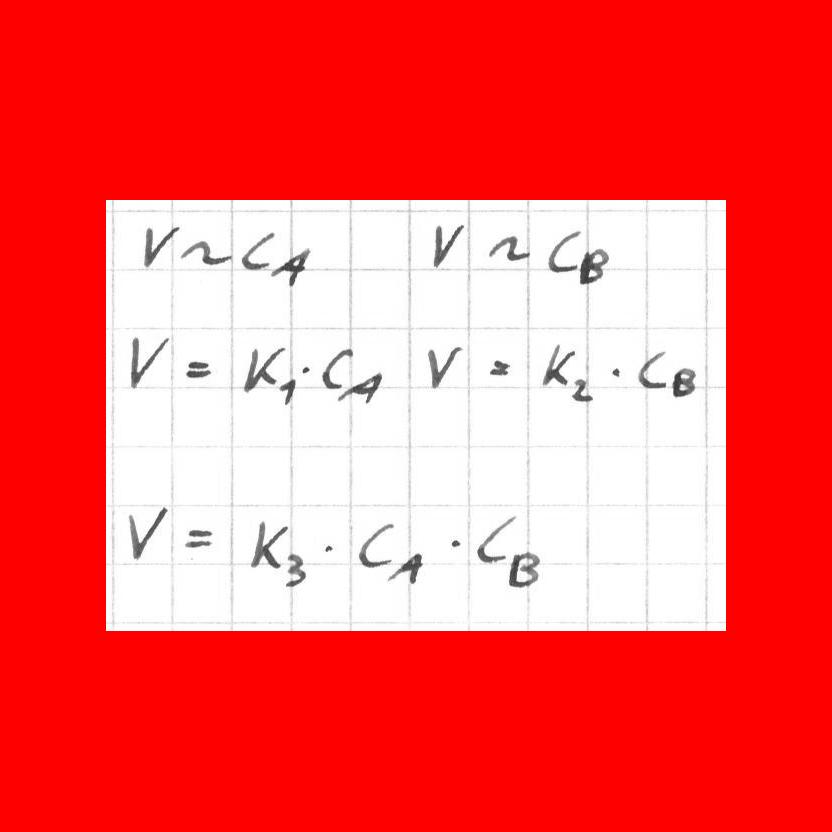 V ~ C_A V ~ C_B
V = K_1 · C_A V = K_2 · C_B
V = K_3 · C_A · C_B